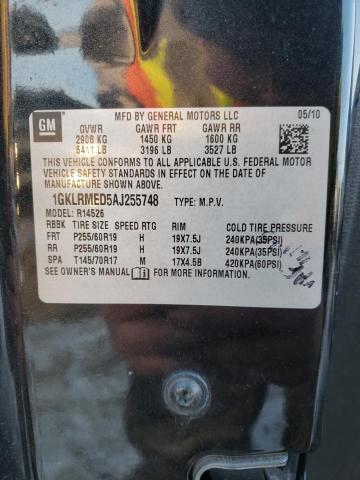 GM
MFD BY GENERAL MOTORS LLC 05/10
GVWR GAWR FRT GAWR RR
2908 KG 1450 KG 1600 KG
6411 LB 3196 LB 3527 LB
THIS VEHICLE CONFORMS TO ALL APPLICABLE U.S. FEDERAL MOTOR
VEHICLE SAFETY STANDARDS IN EFFECT ON THE DATE OF
MANUFACTURE SHOWN ABOVE.
1GKLRMED5AJ255748 TYPE: M.P.V.
MODEL: R14526
RBBK TIRE SIZE SPEED RTG RIM COLD TIRE PRESSURE
FRT P255/60R19 H 19X7.5J 240KPA(35PSI)
RR P255/60R19 H 19X7.5J 240KPA(35PSI)
SPA T145/70R17 M 17X4.5B 420KPA(60PSI)
SEE OWNER'S MANUAL FOR ADDITIONAL INFORMATION.